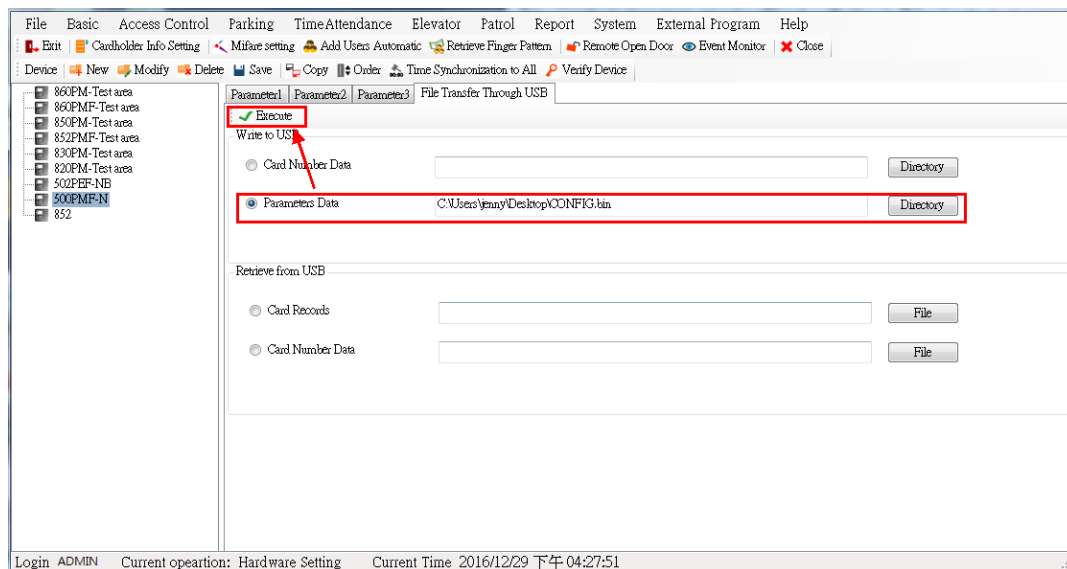 File Basic Access Control Parking TimeAttendance Elevator Patrol Report System External Program Help
Exit Cardholder Info Setting Mifare setting Add Users Automatic Retrieve Finger Pattern Remote Open Door Event Monitor Close
Device New Modify Delete Save Copy Order Time Synchronization to All Verify Device
860PM-Test area
860PMF-Test area
850PM-Test area
852PMF-Test area
830PM-Test area
820PM-Test area
502PEF-NB
500PMF-N
852
Parameter1 Parameter2 Parameter3 File Transfer Through USB
Execute
Write to USB
Card Number Data Directory
Parameters Data C:\Users\jenny\Desktop\CONFIG.bin Directory
Retrieve from USB
Card Records File
Card Number Data File
Login ADMIN Current opeartion: Hardware Setting Current Time 2016/12/29 下午 04:27:51